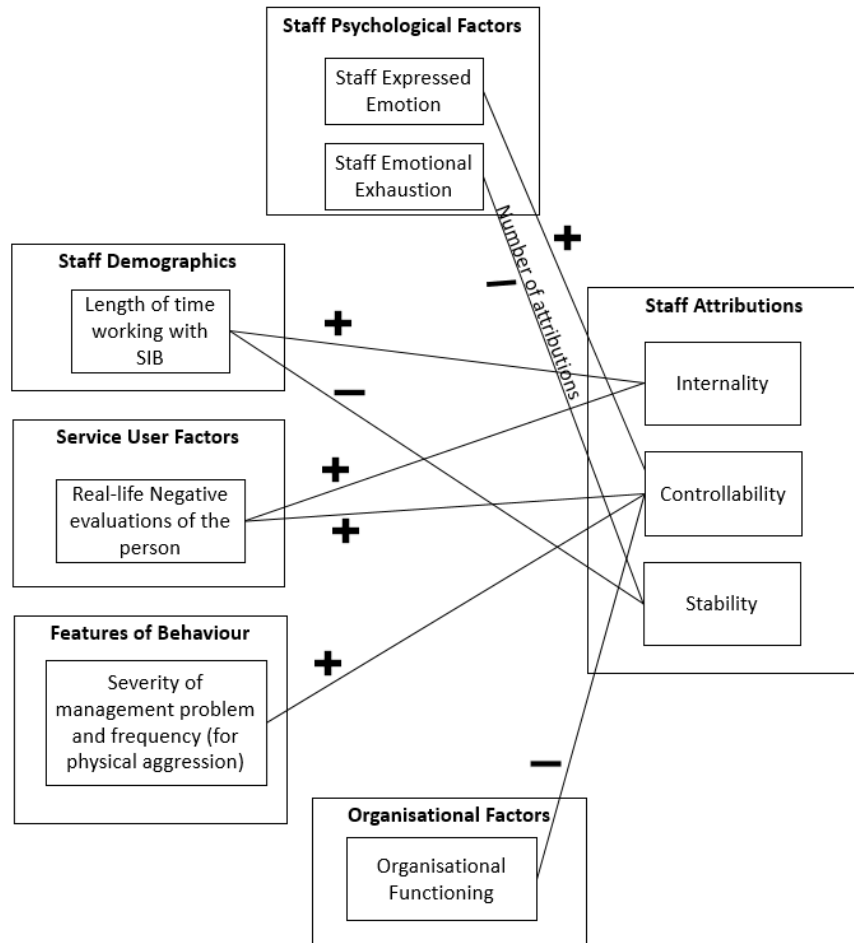 Staff Psychological Factors
Staff Expressed
Emotion
Staff Emotional
Exhaustion
Number of attributions
+
−
Staff Demographics
Length of time
working with
SIB
+
−
Staff Attributions
Internality
Controllability
Stability
Service User Factors
Real-life Negative
evaluations of the
person
+
+
Features of Behaviour
Severity of
management problem
and frequency (for
physical aggression)
+
−
Organisational Factors
Organisational
Functioning